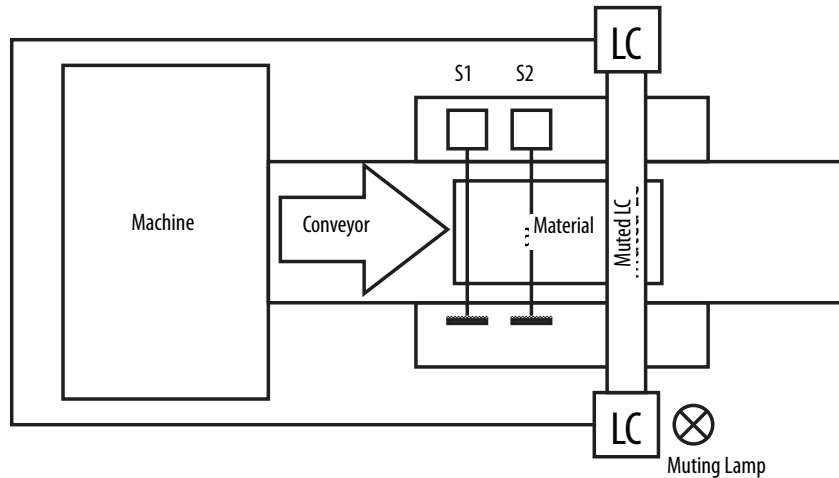 LC
S1
S2
Machine
Conveyor
Material
Muted LC
LC
Muting Lamp